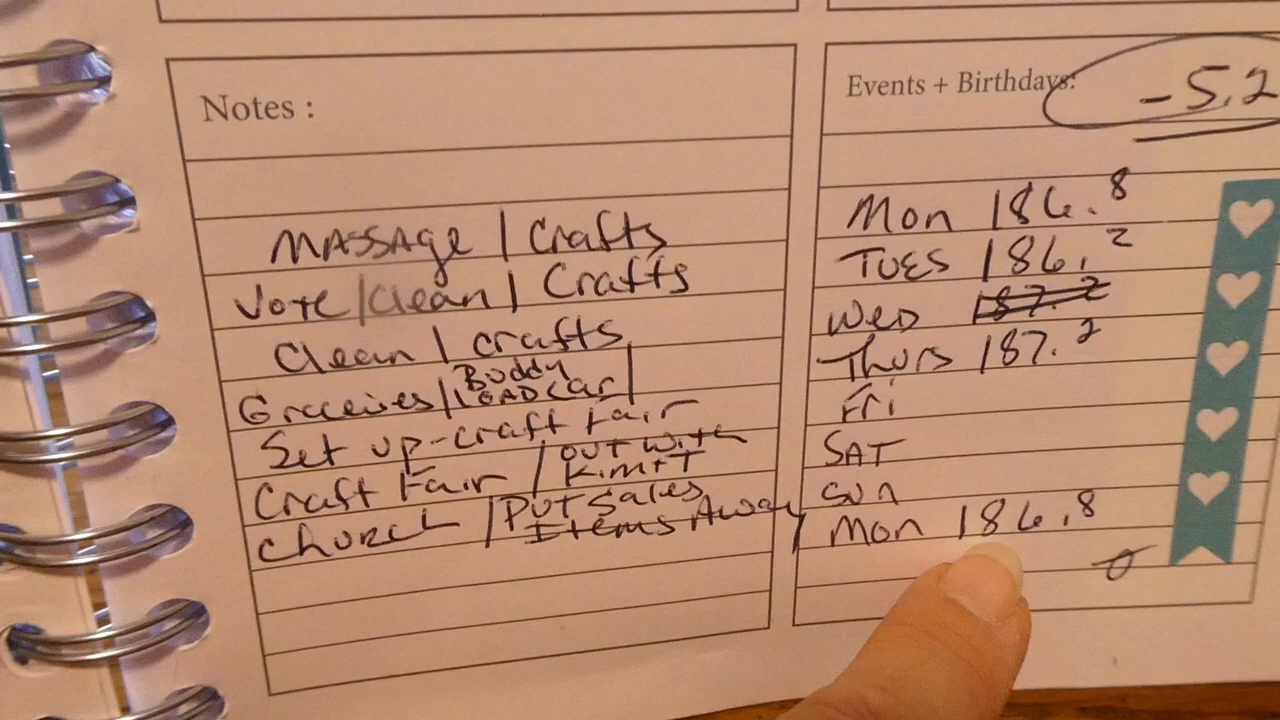 Notes :
MASSAge | Crafts
Vote | Clean | Crafts
Clean | crafts
Groceries | Buddy LOAD Car |
Set up - craft fair
Craft Fair / OUT with Kim + T
Church / PUT Sales Items Away /
Events + Birthdays:
- 5.2
Mon 186.8
TUES 186.2
WED 187.2
Thurs 187.2
Fri
SAT
Sun
Mon 186.8
0